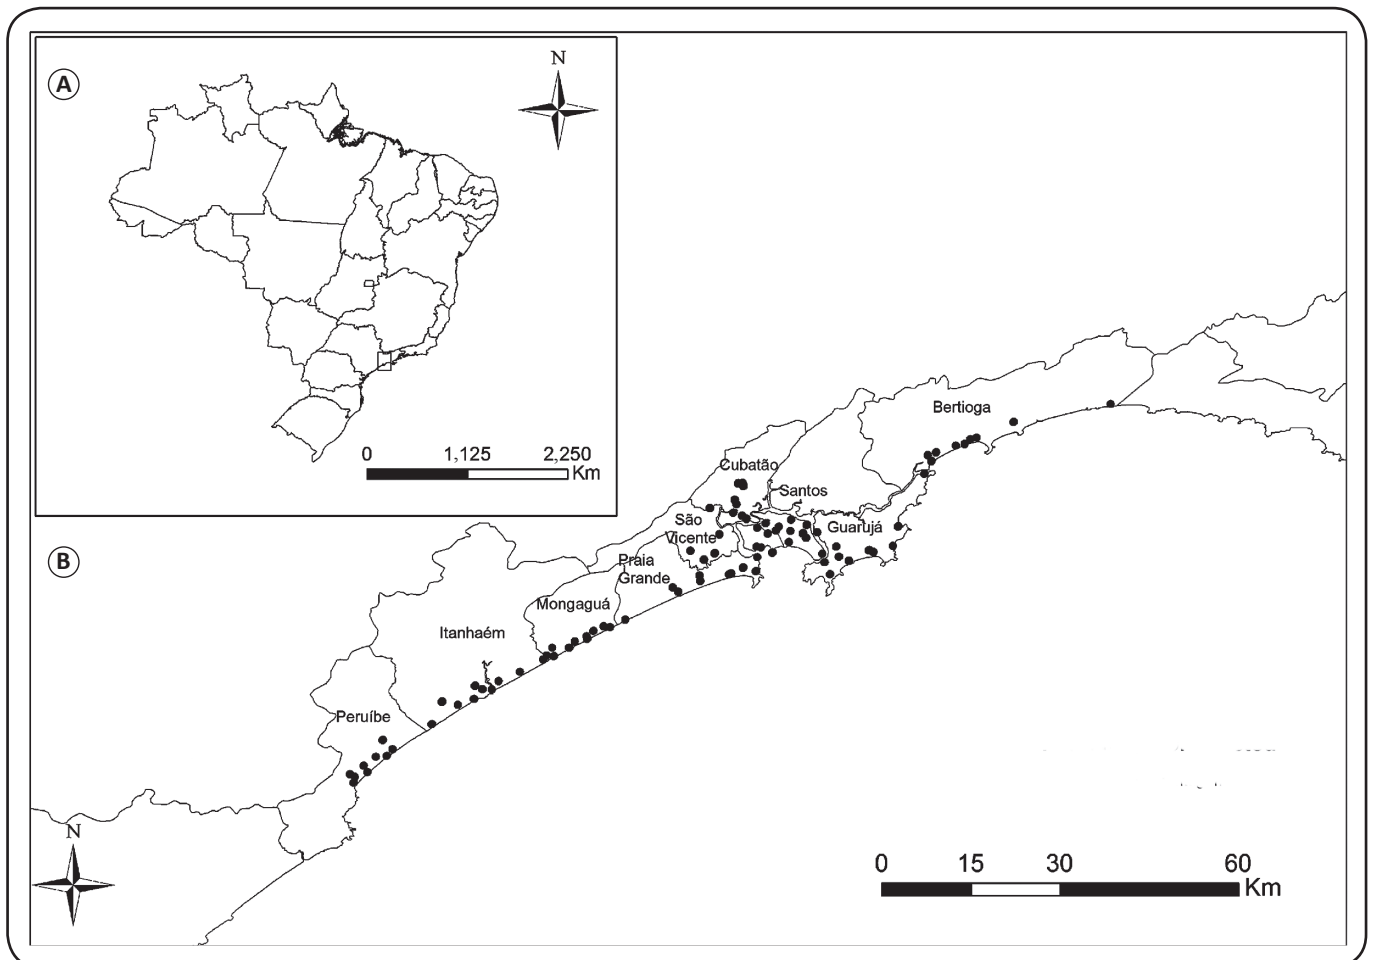 A
N
0 1,125 2,250
Km
B
Bertioga
Cubatão
Santos
São
Vicente
Guarujá
Praia
Grande
Mongaguá
Itanhaém
Peruíbe
N
0 15 30 60
Km